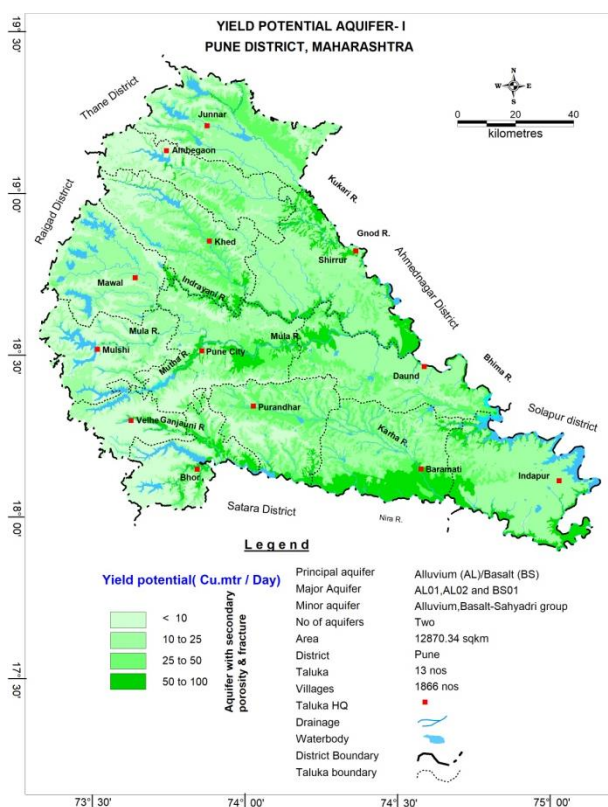 YIELD POTENTIAL AQUIFER- I
PUNE DISTRICT, MAHARASHTRA
19°
30'
Thane District
N
W E
S
0 20 40
kilometres
Junnar
Ambegaon
19° 00'
Kukari R.
Raigad District
Khed
Gnod R.
Shirrur
Ahmednagar District
Mawal
Indrayani R.
Mula R.
Mula R.
18° 30'
Mulshi
Mutha R.
Pune City
Bhima R.
Daund
Solapur district
Velhe
Ganjauni R
Purandhar
Karha R.
Bhor
Baramati
Indapur
18° 00'
Satara District
Nira R.
Legend
Yield potential( Cu.mtr / Day)
< 10
10 to 25
25 to 50
50 to 100
Aquifer with secondary
porosity & fracture
Principal aquifer Alluvium (AL)/Basalt (BS)
Major Aquifer AL01,AL02 and BS01
Minor aquifer Alluvium,Basalt-Sahyadri group
No of aquifers Two
Area 12870.34 sqkm
District Pune
Taluka 13 nos
Villages 1866 nos
Taluka HQ
Drainage
Waterbody
District Boundary
Taluka boundary
17° 30'
73° 30' 74° 00' 74° 30' 75° 00'